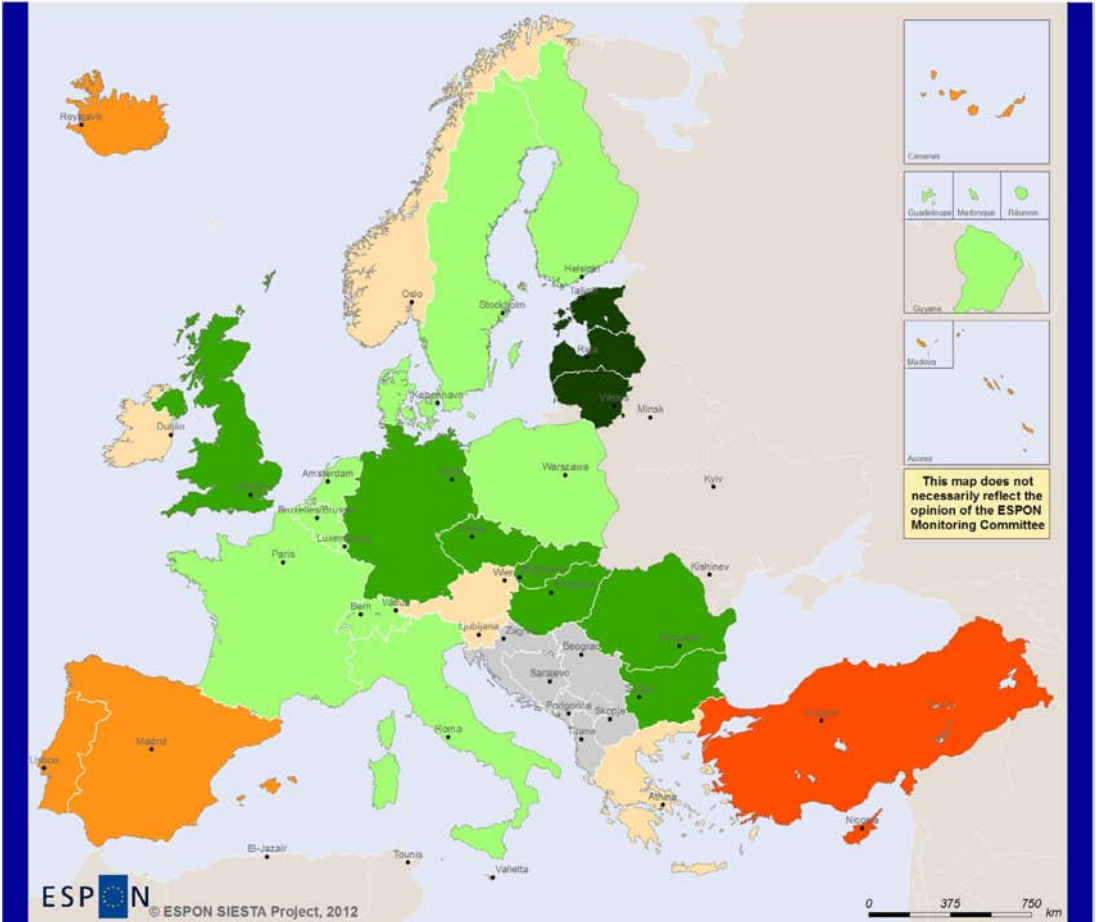 Reykjavik
Canarias
Guadeloupe
Martinique
Réunion
Guyane
Helsinki
Tallinn
Oslo
Stockholm
Madeira
Riga
København
Vilnius
Minsk
Dublin
Acores
Amsterdam
Warszawa
Kyiv
This map does not
necessarily reflect the
opinion of the ESPON
Monitoring Committee
Bruxelles/Brussel
Luxembourg
Paris
Kishinev
Wien
Bern
Vaduz
Ljubljana
Zagreb
Beograd
Sarajevo
Podgorica
Skopje
Tirana
Roma
Madrid
Lisboa
Athina
Nicosia
El-Jazair
Tounis
Valletta
ESPON
© ESPON SIESTA Project, 2012
0 375 750
km